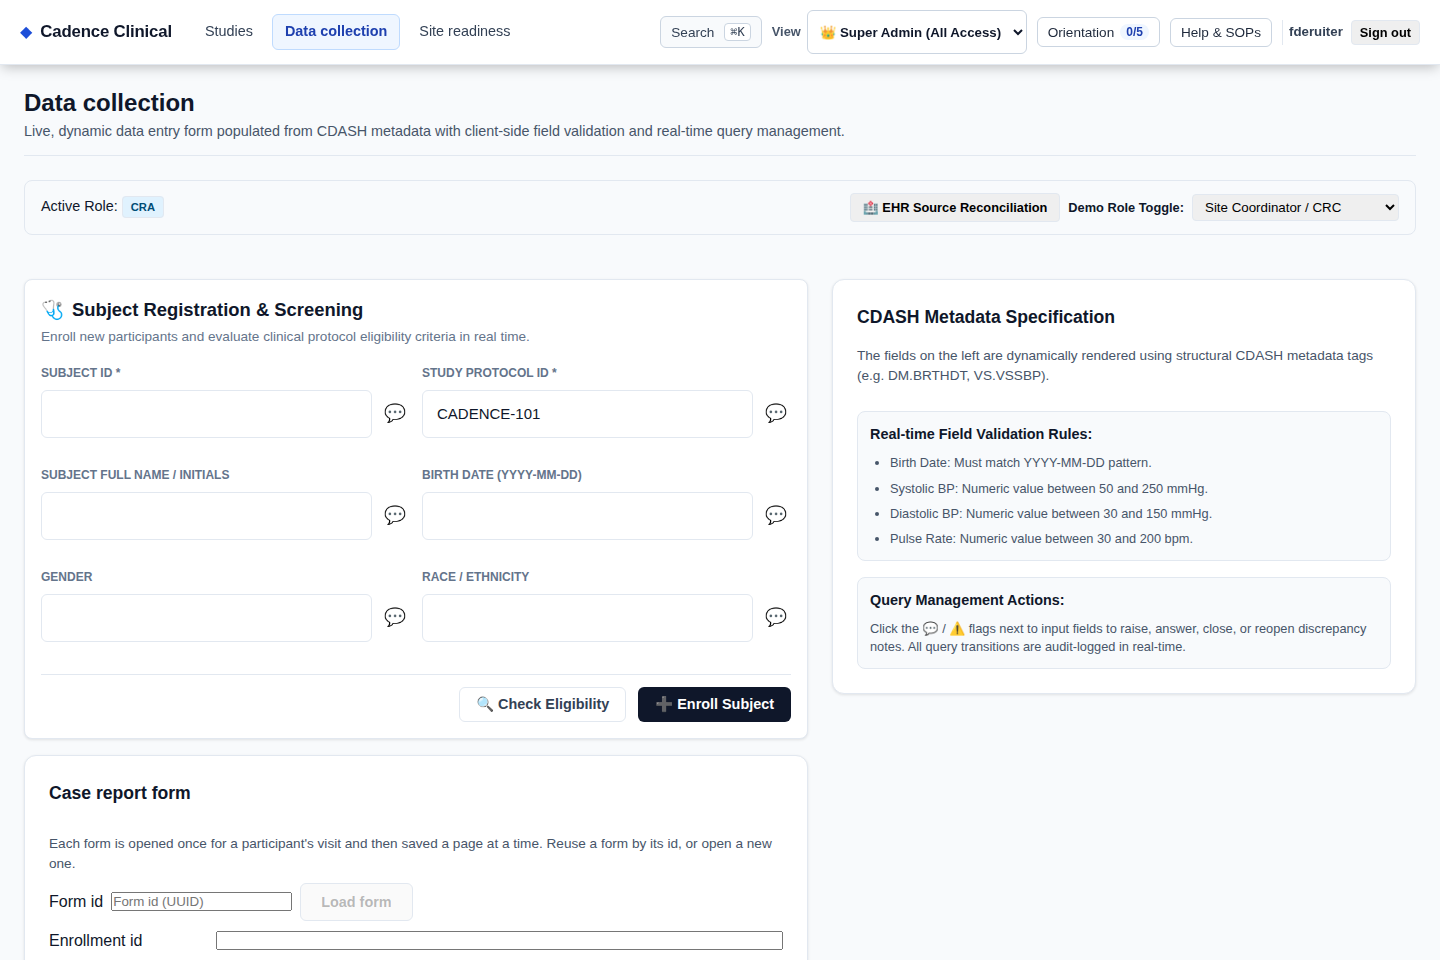 Cadence Clinical
Studies
Data collection
Site readiness
Search ⌘K
View
👑 Super Admin (All Access)
Orientation 0/5
Help & SOPs
fderuiter
Sign out
Data collection
Live, dynamic data entry form populated from CDASH metadata with client-side field validation and real-time query management.
Active Role: CRA
🏥 EHR Source Reconciliation
Demo Role Toggle:
Site Coordinator / CRC
🩺 Subject Registration & Screening
Enroll new participants and evaluate clinical protocol eligibility criteria in real time.
SUBJECT ID *
STUDY PROTOCOL ID *
💬
CADENCE-101
💬
SUBJECT FULL NAME / INITIALS
BIRTH DATE (YYYY-MM-DD)
💬
💬
GENDER
RACE / ETHNICITY
💬
💬
🔍 Check Eligibility
➕ Enroll Subject
CDASH Metadata Specification
The fields on the left are dynamically rendered using structural CDASH metadata tags
(e.g. DM.BRTHDT, VS.VSSBP).
Real-time Field Validation Rules:
• Birth Date: Must match YYYY-MM-DD pattern.
• Systolic BP: Numeric value between 50 and 250 mmHg.
• Diastolic BP: Numeric value between 30 and 150 mmHg.
• Pulse Rate: Numeric value between 30 and 200 bpm.
Query Management Actions:
Click the 💬 / ⚠️ flags next to input fields to raise, answer, close, or reopen discrepancy
notes. All query transitions are audit-logged in real-time.
Case report form
Each form is opened once for a participant's visit and then saved a page at a time. Reuse a form by its id, or open a new
one.
Form id
Form id (UUID)
Load form
Enrollment id